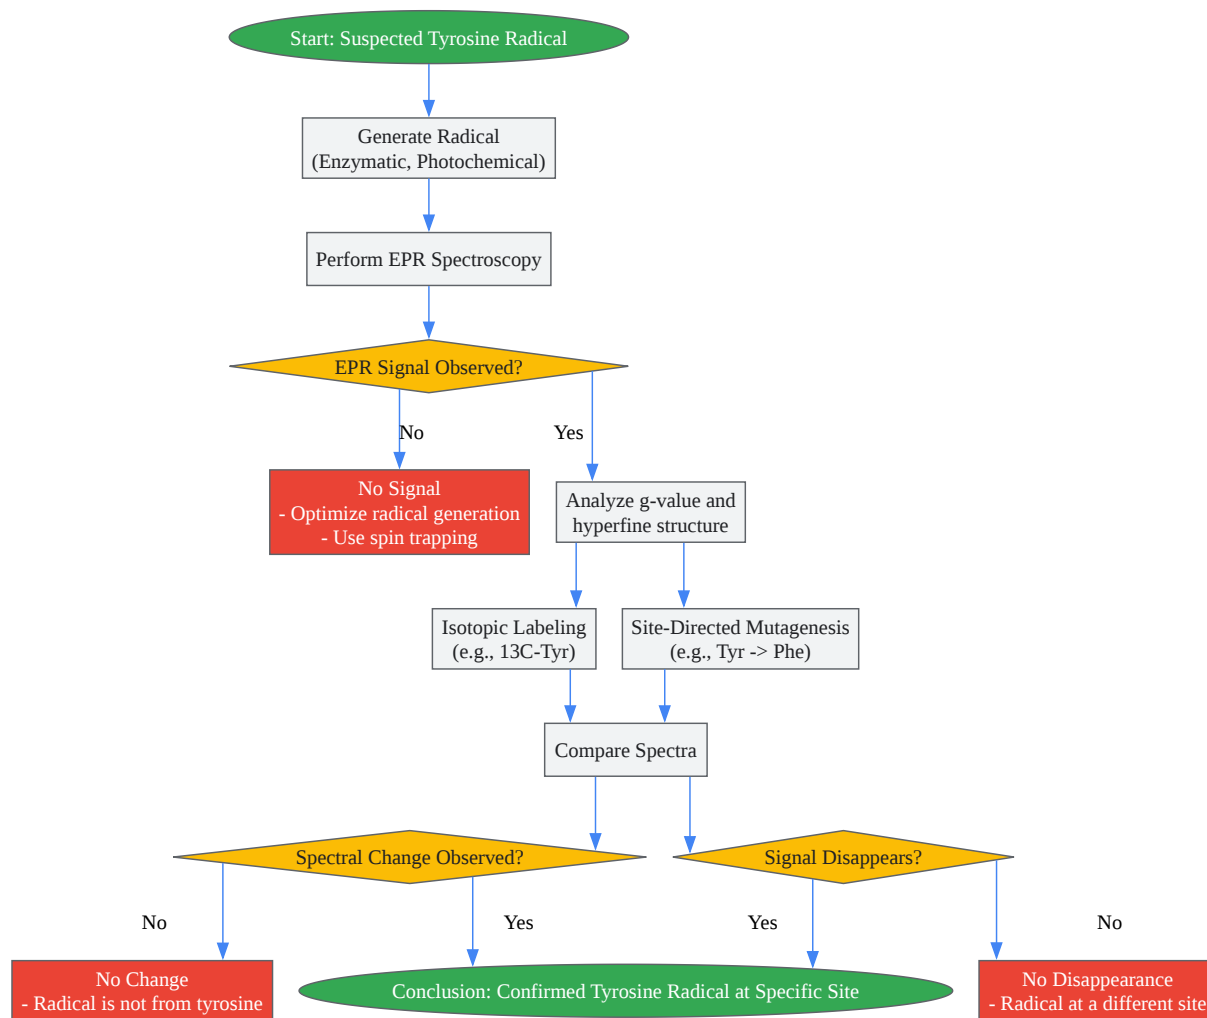 Start: Suspected Tyrosine Radical
Generate Radical
(Enzymatic, Photochemical)
Perform EPR Spectroscopy
EPR Signal Observed?
No
Yes
No Signal
- Optimize radical generation
- Use spin trapping
Analyze g-value and
hyperfine structure
Isotopic Labeling
(e.g., 13C-Tyr)
Site-Directed Mutagenesis
(e.g., Tyr -> Phe)
Compare Spectra
Spectral Change Observed?
Signal Disappears?
No
Yes
Yes
No
No Change
- Radical is not from tyrosine
Conclusion: Confirmed Tyrosine Radical at Specific Site
No Disappearance
- Radical at a different site